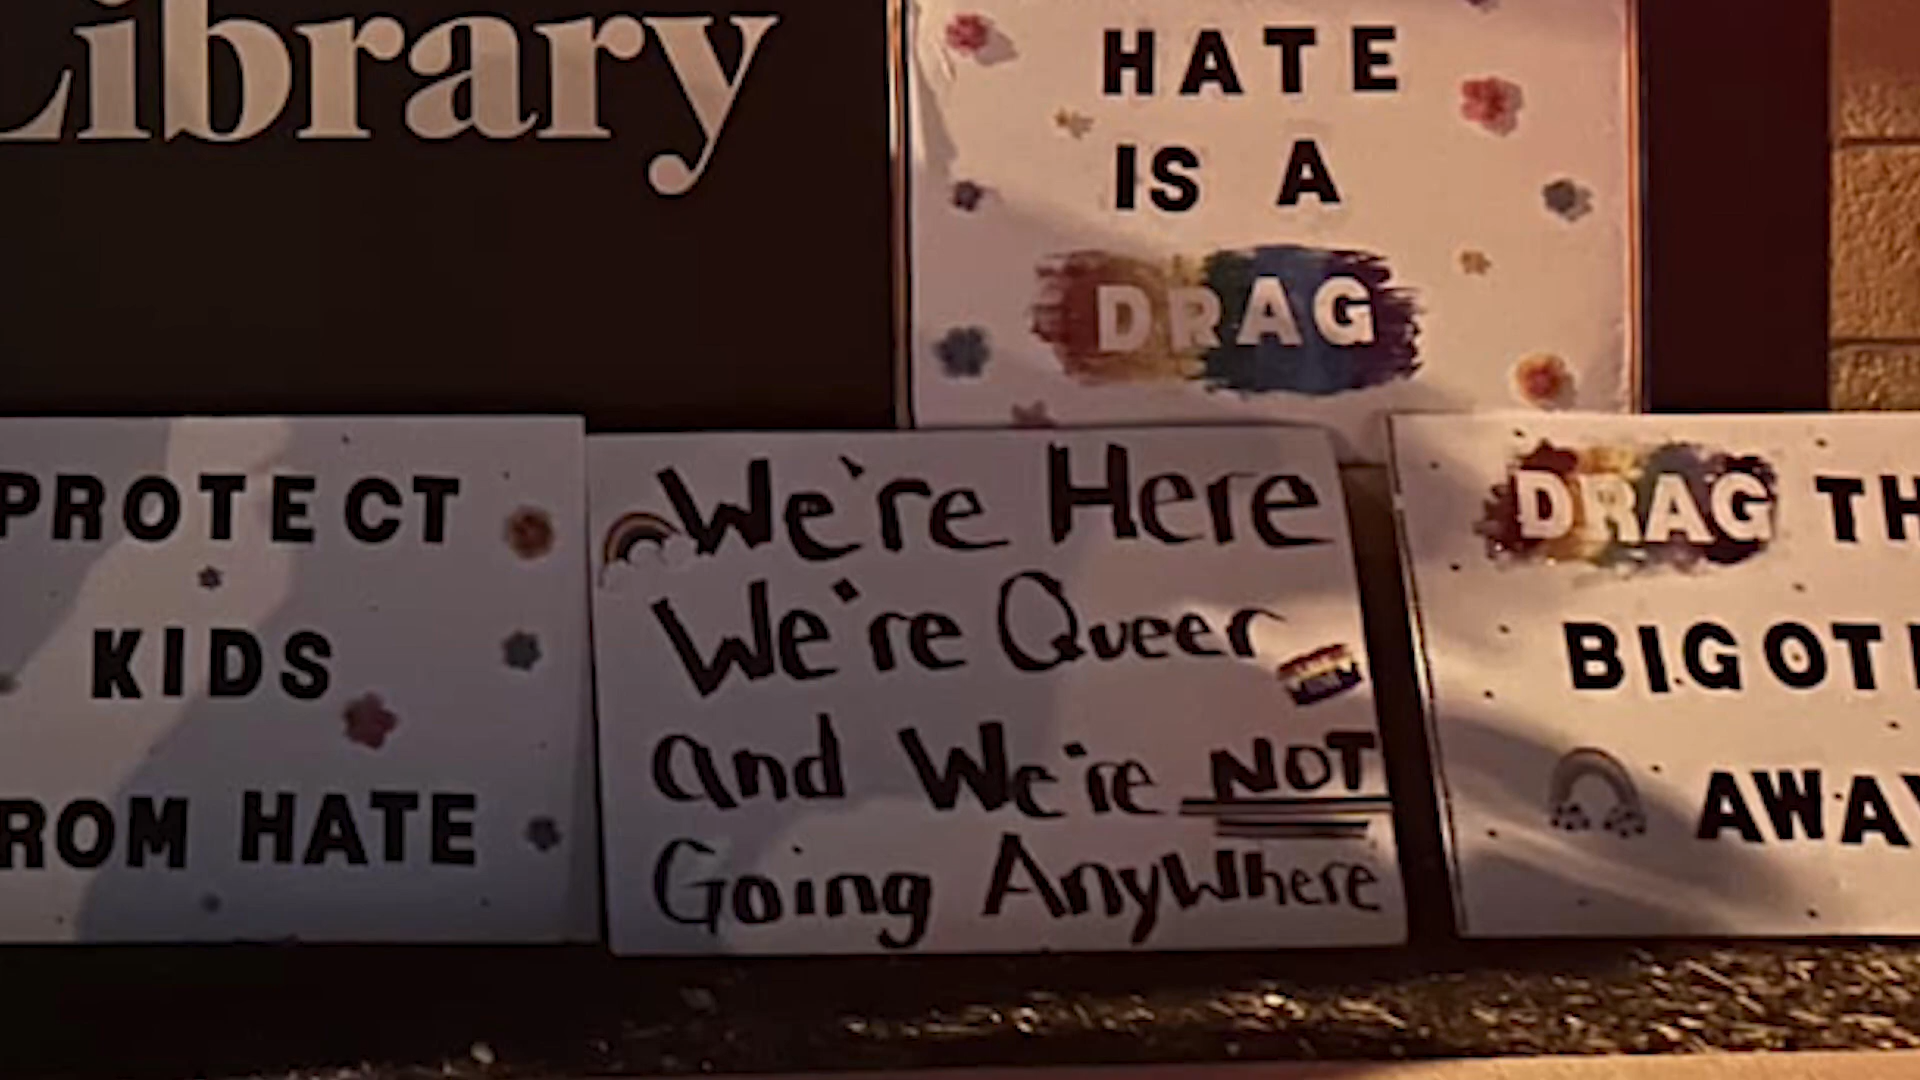 Library
HATE
IS A
DRAG
PROTECT
KIDS
ROM HATE
We're Here
We're Queer
and We're NOT
Going AnyWhere
DRAG TH
BIGOT
AWAY